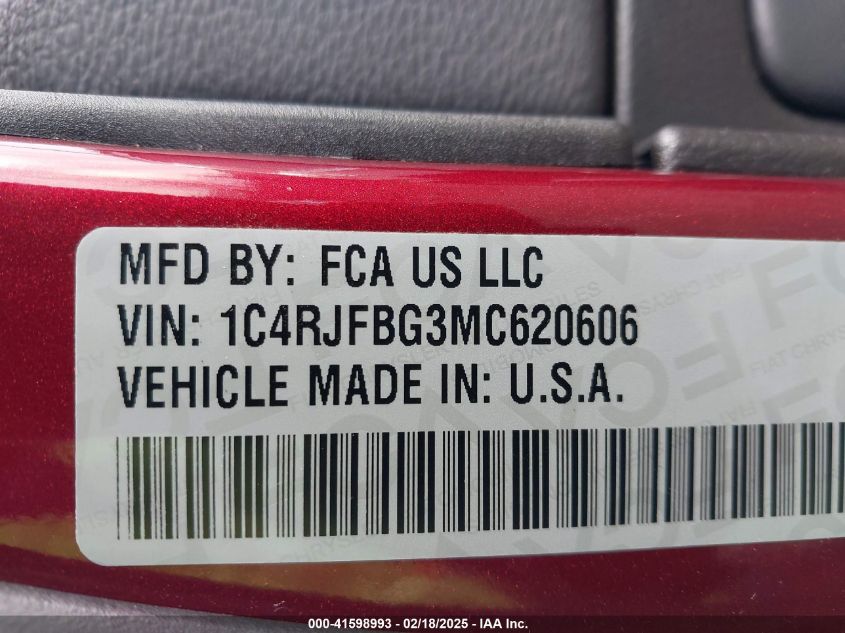 MFD BY: FCA US LLC
VIN: 1C4RJFBG3MC620606
VEHICLE MADE IN: U.S.A.
000-41598993 / 02/18/2025 - IAA Inc.